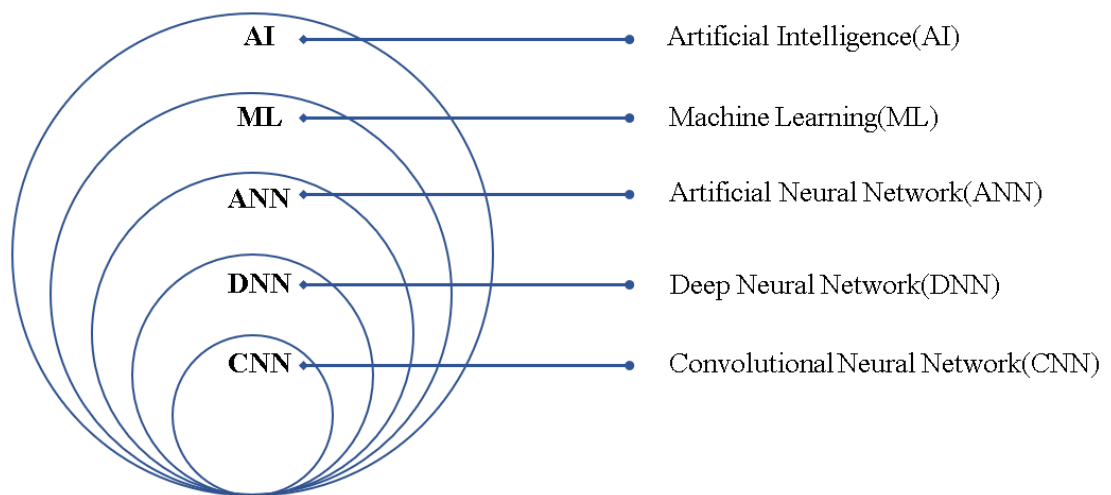 AI Artificial Intelligence(AI)
ML Machine Learning(ML)
ANN Artificial Neural Network(ANN)
DNN Deep Neural Network(DNN)
CNN Convolutional Neural Network(CNN)